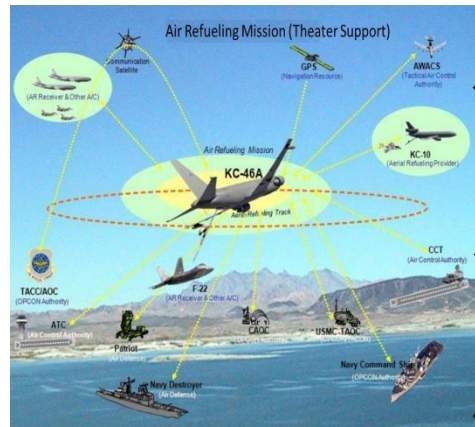 Air Refueling Mission (Theater Support)
Communication
Satellite
GPS
(Navigation Resource)
AWACS
(Tactical Air Control
Authority)
(AR Receiver & Other A/C)
Air Refueling Mission
KC-10
(Aerial Refueling Provider)
KC-46A
Aerial Refueling Track
CCT
(Air Control Authority)
TACC/AOC
(OPCON Authority)
F-22
(AR Receiver & Other A/C)
ATC
(Air Control Authority)
Patriot
(Air Defense)
CAOC
USMC-TAOC
Navy Command Ship
(OPCON Authority)
Navy Destroyer
(Air Defense)